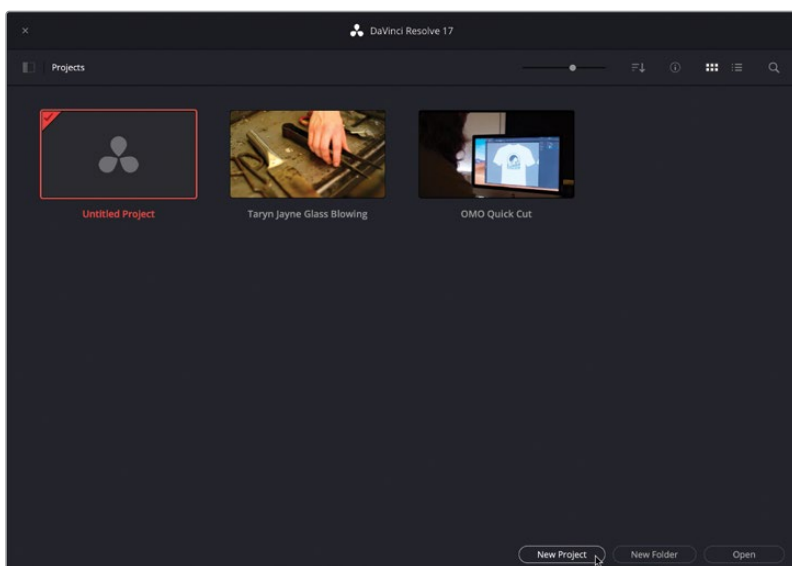 DaVinci Resolve 17
Projects
Untitled Project
Taryn Jayne Glass Blowing
OMO Quick Cut
New Project
New Folder
Open